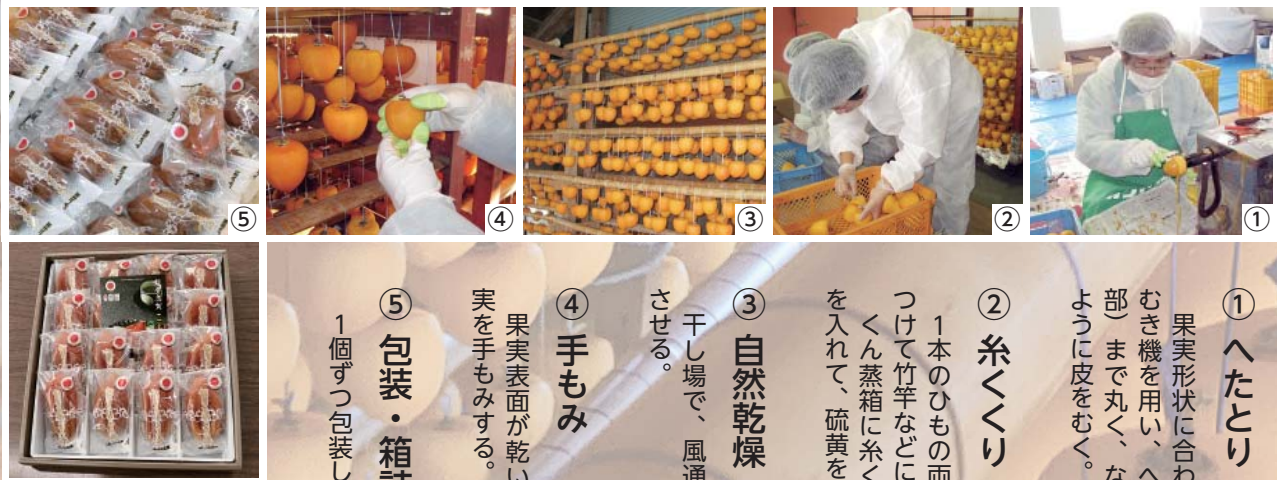 ① へたとり
果実形状に合わ
むき機を用い、ヘ
部）まで丸く、な
ように皮をむく。
② 糸くくり
1本のひもの両
つけて竹竿などに
くん蒸箱に糸く
を入れて、硫黄を
③ 自然乾燥
干し場で、風通
させる。
④ 手もみ
果実表面が乾い
実を手もみする。
⑤ 包装・箱詰
1個ずつ包装し
①
②
③
④
⑤